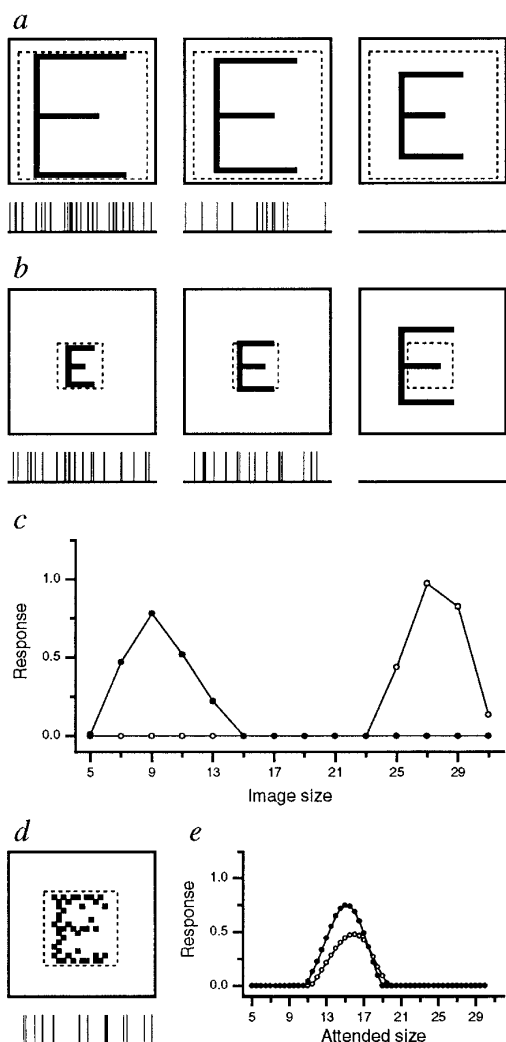 a
E E E
b
E E E
c
1.0
0.5
0.0
Response
5 9 13 17 21 25 29
Image size
d
E
e
1.0
0.5
0.0
Response
5 9 13 17 21 25 29
Attended size